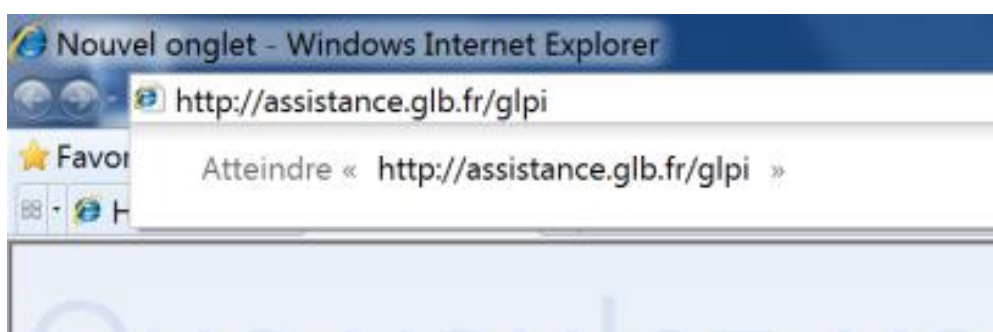 Nouvel onglet - Windows Internet Explorer
http://assistance.glb.fr/glpi
Favor
Atteindre « http://assistance.glb.fr/glpi »
H